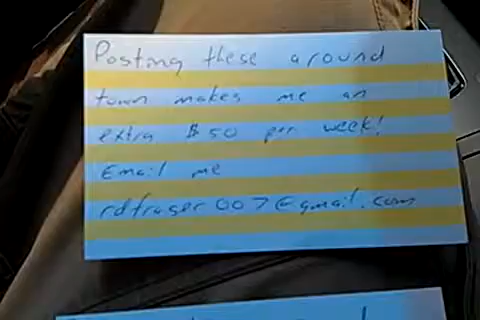 Posting these around
town makes me an
extra $50 per week!
Email me
rdfraser007@gmail.com